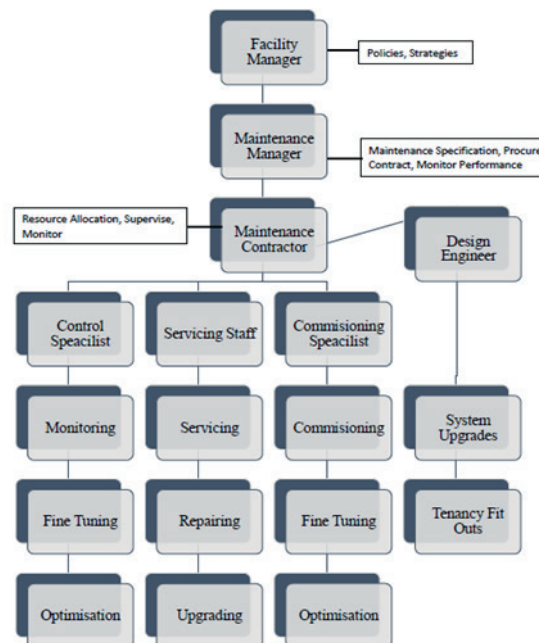 Facility
Manager
Policies, Strategies
Maintenance
Manager
Maintenance Specification, Procure
Contract, Monitor Performance
Resource Allocation, Supervise,
Monitor
Maintenance
Contractor
Design
Engineer
Control
Speacilist
Servicing Staff
Commisioning
Speacilist
Monitoring
Servicing
Commisioning
System
Upgrades
Fine Tuning
Repairing
Fine Tuning
Tenancy Fit
Outs
Optimisation
Upgrading
Optimisation